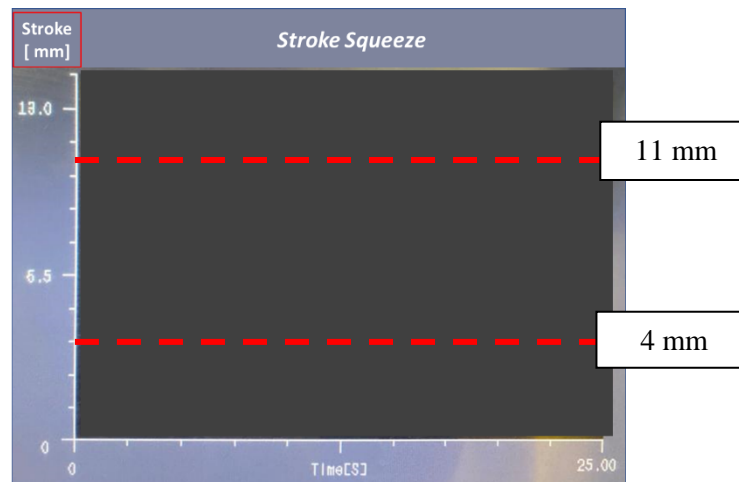 Stroke
[ mm]
Stroke Squeeze
13.0
11 mm
6.5
4 mm
0
0
Time[S]
25.00